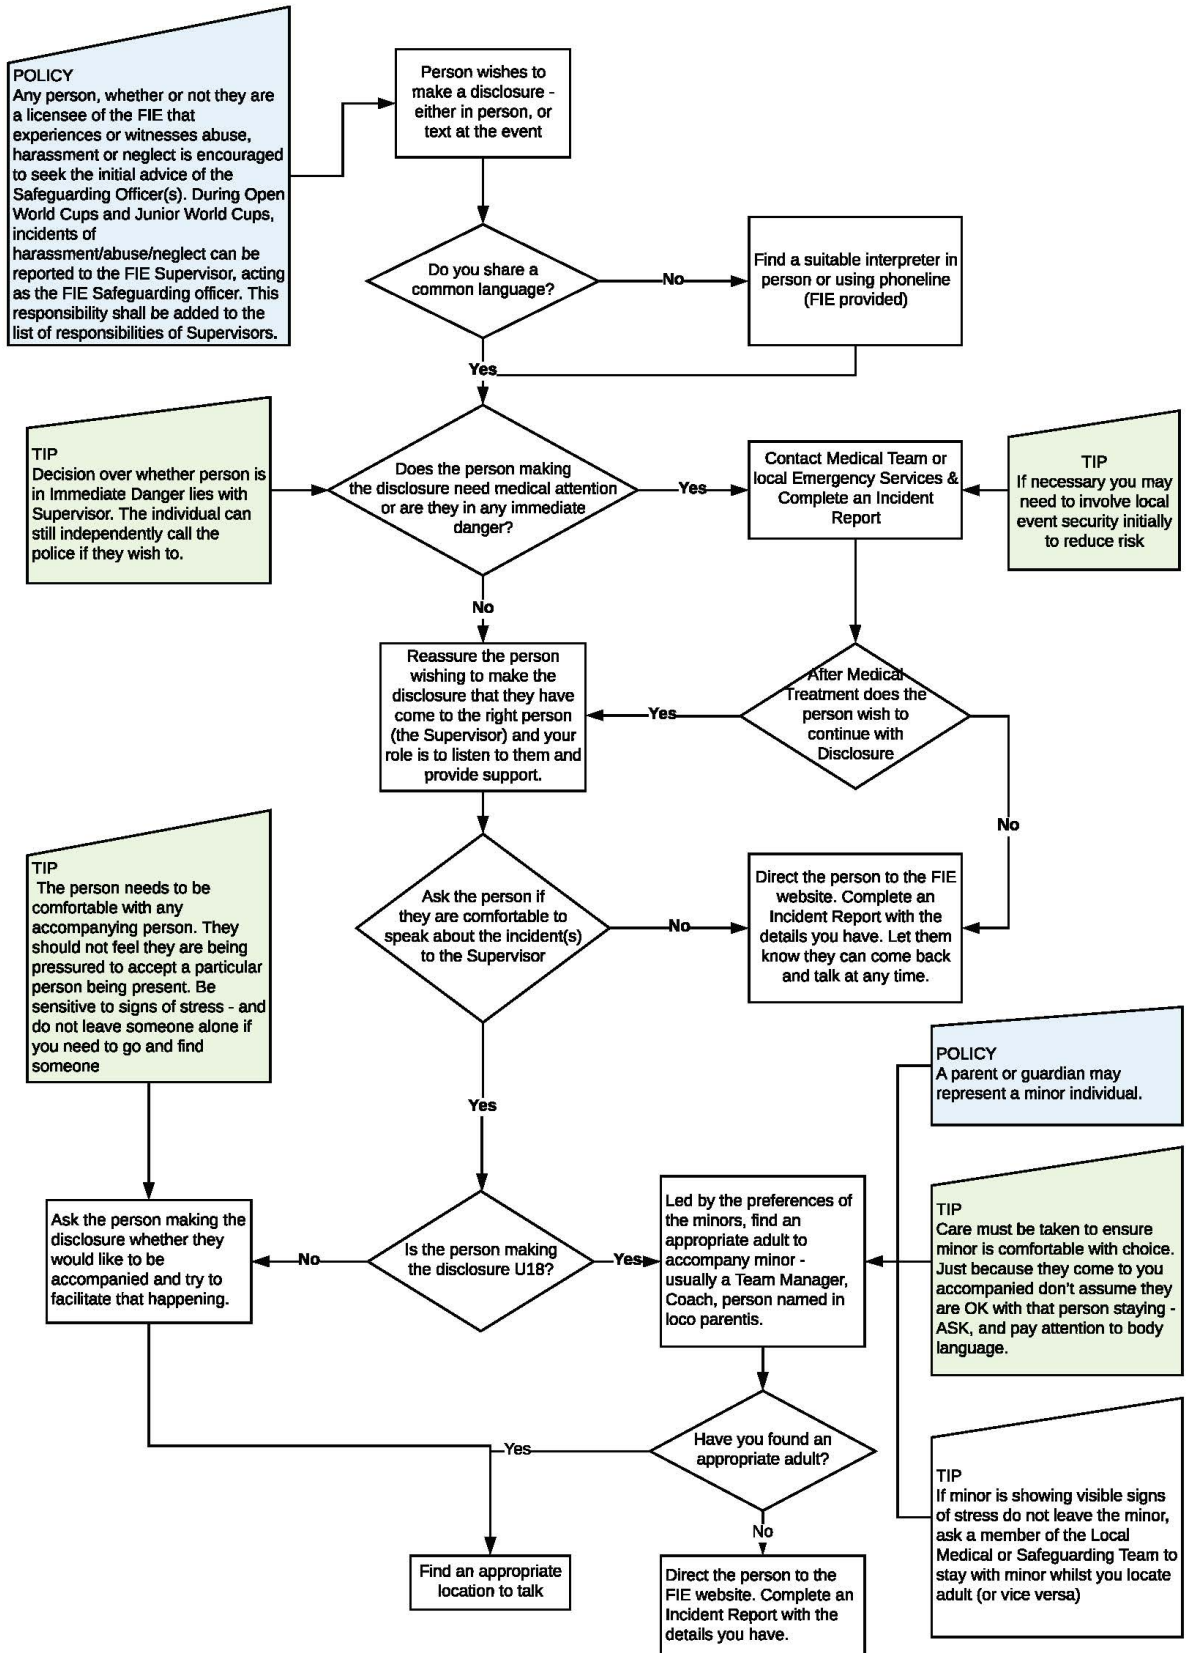 POLICY
Any person, whether or not they are
a licensee of the FIE that
experiences or witnesses abuse,
harassment or neglect is encouraged
to seek the initial advice of the
Safeguarding Officer(s). During Open
World Cups and Junior World Cups,
incidents of
harassment/abuse/neglect can be
reported to the FIE Supervisor, acting
as the FIE Safeguarding officer. This
responsibility shall be added to the
list of responsibilities of Supervisors.
Person wishes to
make a disclosure -
either in person, or
text at the event
Do you share a
common language?
No
Find a suitable interpreter in
person or using phoneline
(FIE provided)
Yes
TIP
Decision over whether person is
in Immediate Danger lies with
Supervisor. The individual can
still independently call the
police if they wish to.
Does the person making
the disclosure need medical attention
or are they in any immediate
danger?
Yes
Contact Medical Team or
local Emergency Services &
Complete an Incident
Report
TIP
If necessary you may
need to involve local
event security initially
to reduce risk
No
Reassure the person
wishing to make the
disclosure that they have
come to the right person
(the Supervisor) and your
role is to listen to them and
provide support.
Yes
After Medical
Treatment does the
person wish to
continue with
Disclosure
No
TIP
The person needs to be
comfortable with any
accompanying person. They
should not feel they are being
pressured to accept a particular
person being present. Be
sensitive to signs of stress - and
do not leave someone alone if
you need to go and find
someone
Ask the person if
they are comfortable to
speak about the incident(s)
to the Supervisor
No
Direct the person to the FIE
website. Complete an
Incident Report with the
details you have. Let them
know they can come back
and talk at any time.
Yes
POLICY
A parent or guardian may
represent a minor individual.
Ask the person making the
disclosure whether they
would like to be
accompanied and try to
facilitate that happening.
No
Is the person making
the disclosure U18?
Yes
Led by the preferences of
the minors, find an
appropriate adult to
accompany minor -
usually a Team Manager,
Coach, person named in
loco parentis.
TIP
Care must be taken to ensure
minor is comfortable with choice.
Just because they come to you
accompanied don't assume they
are OK with that person staying -
ASK, and pay attention to body
language.
Yes
Have you found an
appropriate adult?
No
TIP
If minor is showing visible signs
of stress do not leave the minor,
ask a member of the Local
Medical or Safeguarding Team to
stay with minor whilst you locate
adult (or vice versa)
Find an appropriate
location to talk
Direct the person to the
FIE website. Complete an
Incident Report with the
details you have.